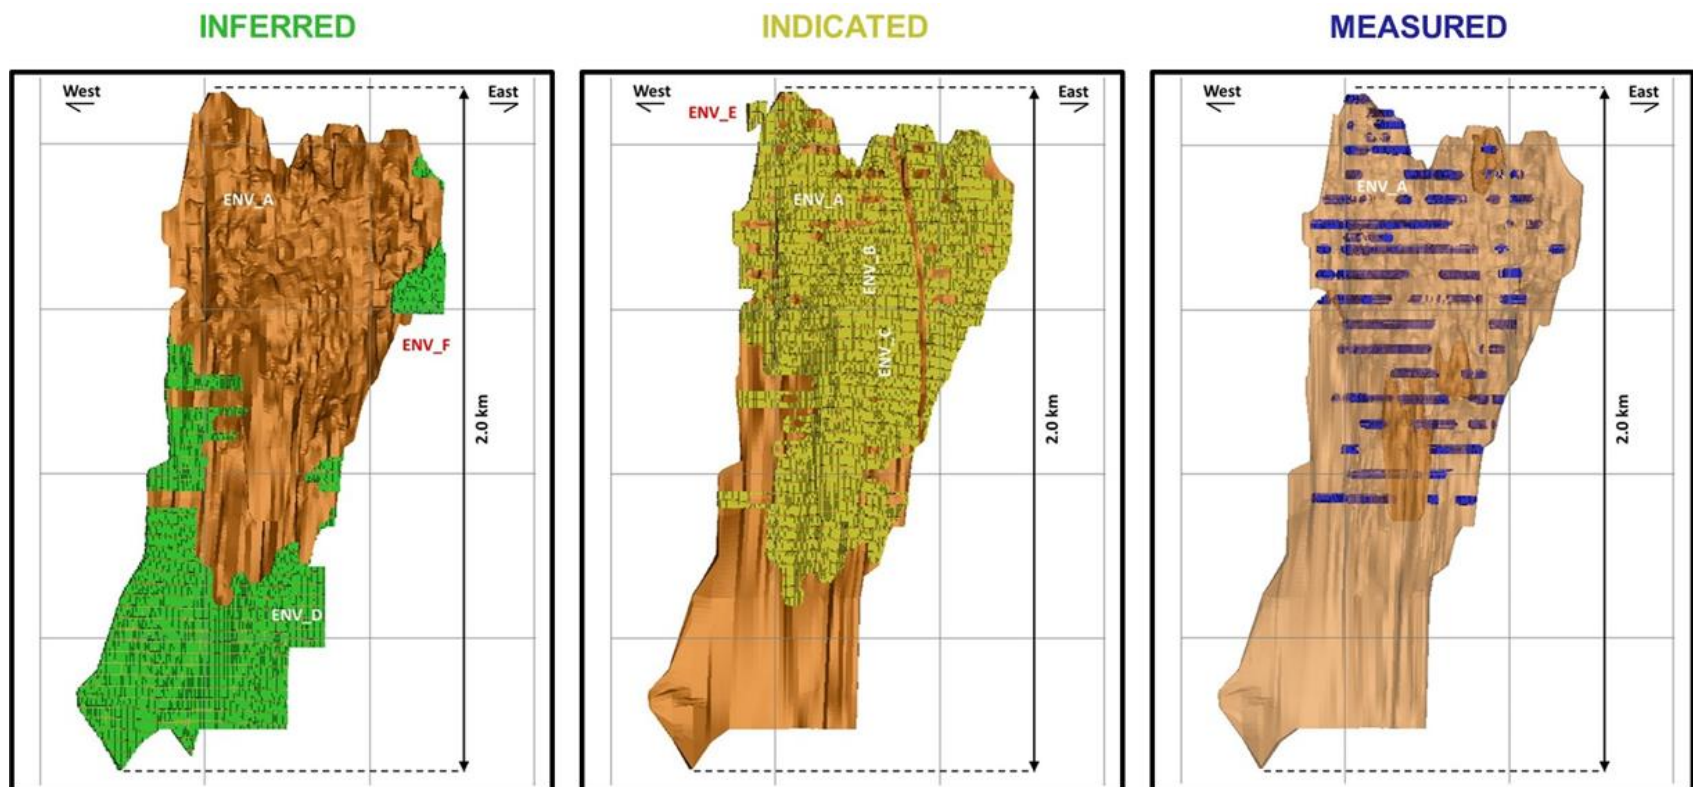 INFERRED
West
East
ENV_A
ENV_F
2.0 km
ENV_D
INDICATED
West
East
ENV_E
ENV_A
ENV_B
ENV_C
2.0 km
MEASURED
West
East
ENV_A
2.0 km